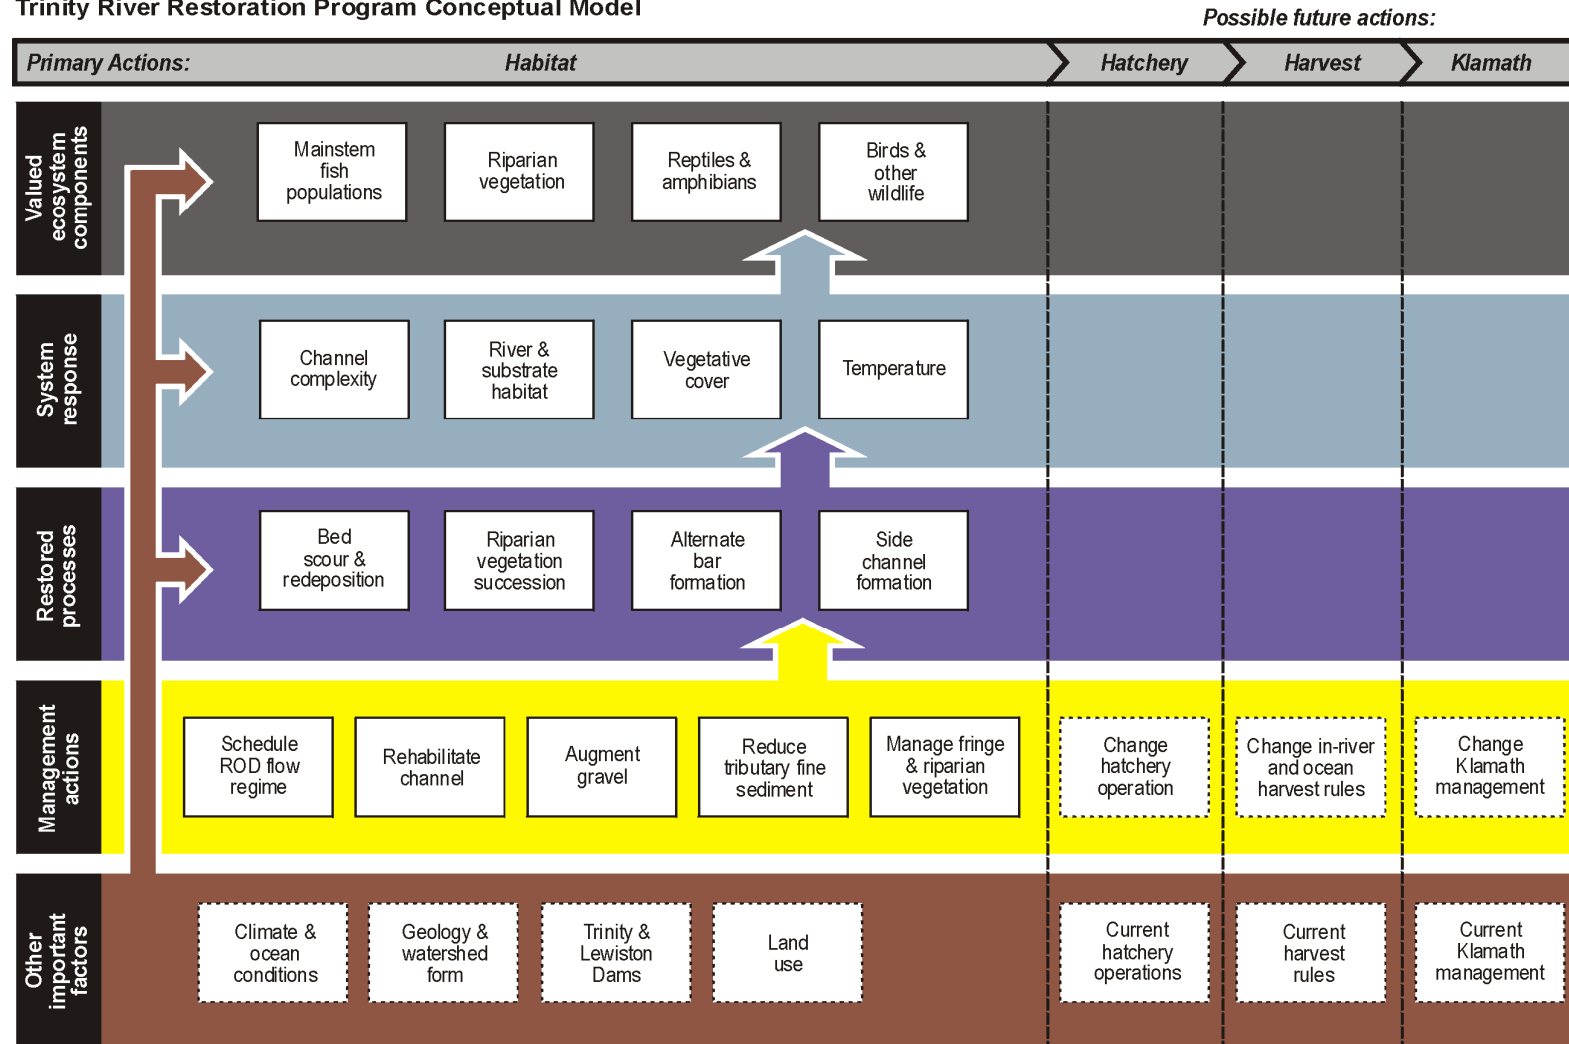 Trinity River Restoration Program Conceptual Model
Possible future actions:
Primary Actions:
Habitat
Hatchery
Harvest
Klamath
Valued
ecosystem
components
Mainstem
fish
populations
Riparian
vegetation
Reptiles &
amphibians
Birds &
other
wildlife
System
response
Channel
complexity
River &
substrate
habitat
Vegetative
cover
Temperature
Restored
processes
Bed
scour &
redeposition
Riparian
vegetation
succession
Alternate
bar
formation
Side
channel
formation
Management
actions
Schedule
ROD flow
regime
Rehabilitate
channel
Augment
gravel
Reduce
tributary fine
sediment
Manage fringe
& riparian
vegetation
Change
hatchery
operation
Change in-river
and ocean
harvest rules
Change
Klamath
management
Other
important
factors
Climate &
ocean
conditions
Geology &
watershed
form
Trinity &
Lewiston
Dams
Land
use
Current
hatchery
operations
Current
harvest
rules
Current
Klamath
management